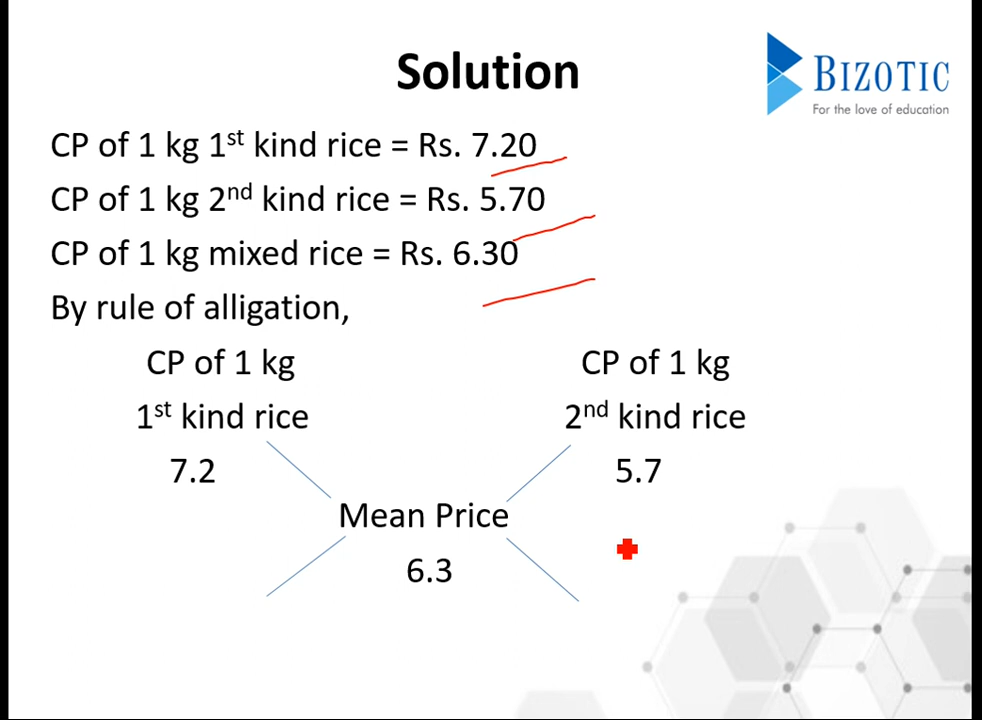 Solution
BIZOTIC
For the love of education
CP of 1 kg 1st kind rice = Rs. 7.20
CP of 1 kg 2nd kind rice = Rs. 5.70
CP of 1 kg mixed rice = Rs. 6.30
By rule of alligation,
CP of 1 kg CP of 1 kg
1st kind rice 2nd kind rice
7.2 5.7
Mean Price
6.3